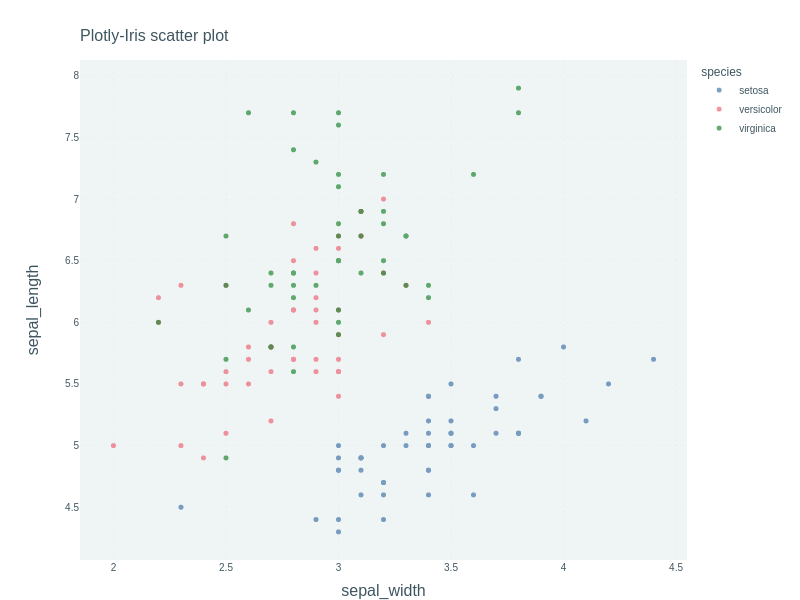 Plotly-Iris scatter plot
species
setosa
versicolor
virginica
sepal_length
8
7.5
7
6.5
6
5.5
5
4.5
2
2.5
3
3.5
4
4.5
sepal_width